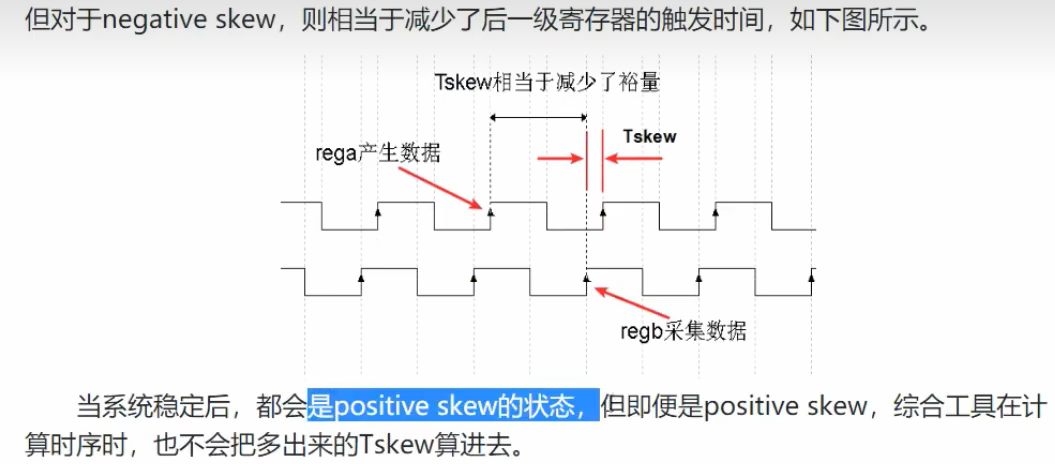 但对于negative skew，则相当于减少了后一级寄存器的触发时间，如下图所示。
Tskew相当于减少了裕量
Tskew
rega产生数据
regb采集数据
当系统稳定后，都会是positive skew的状态，但即便是positive skew，综合工具在计
算时序时，也不会把多出来的Tskew算进去。